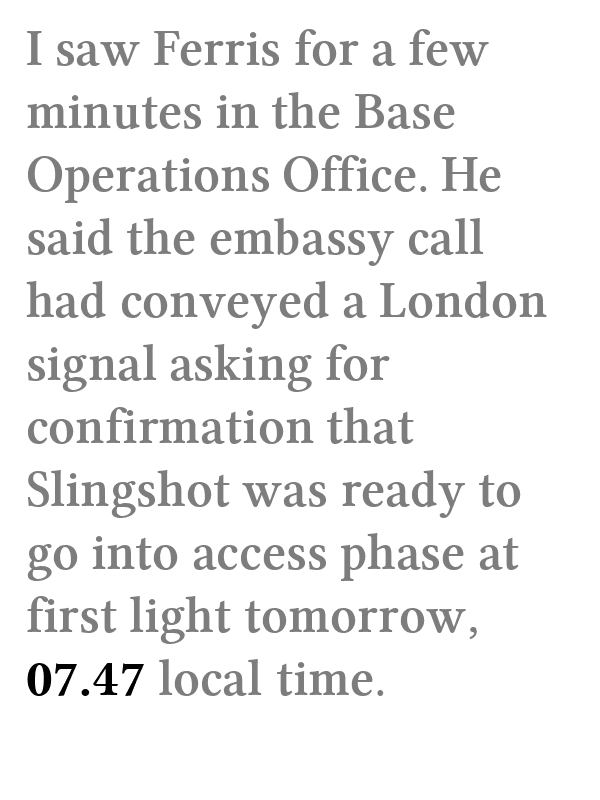 I saw Ferris for a few
minutes in the Base
Operations Office. He
said the embassy call
had conveyed a London
signal asking for
confirmation that
Slingshot was ready to
go into access phase at
first light tomorrow,
07.47 local time.